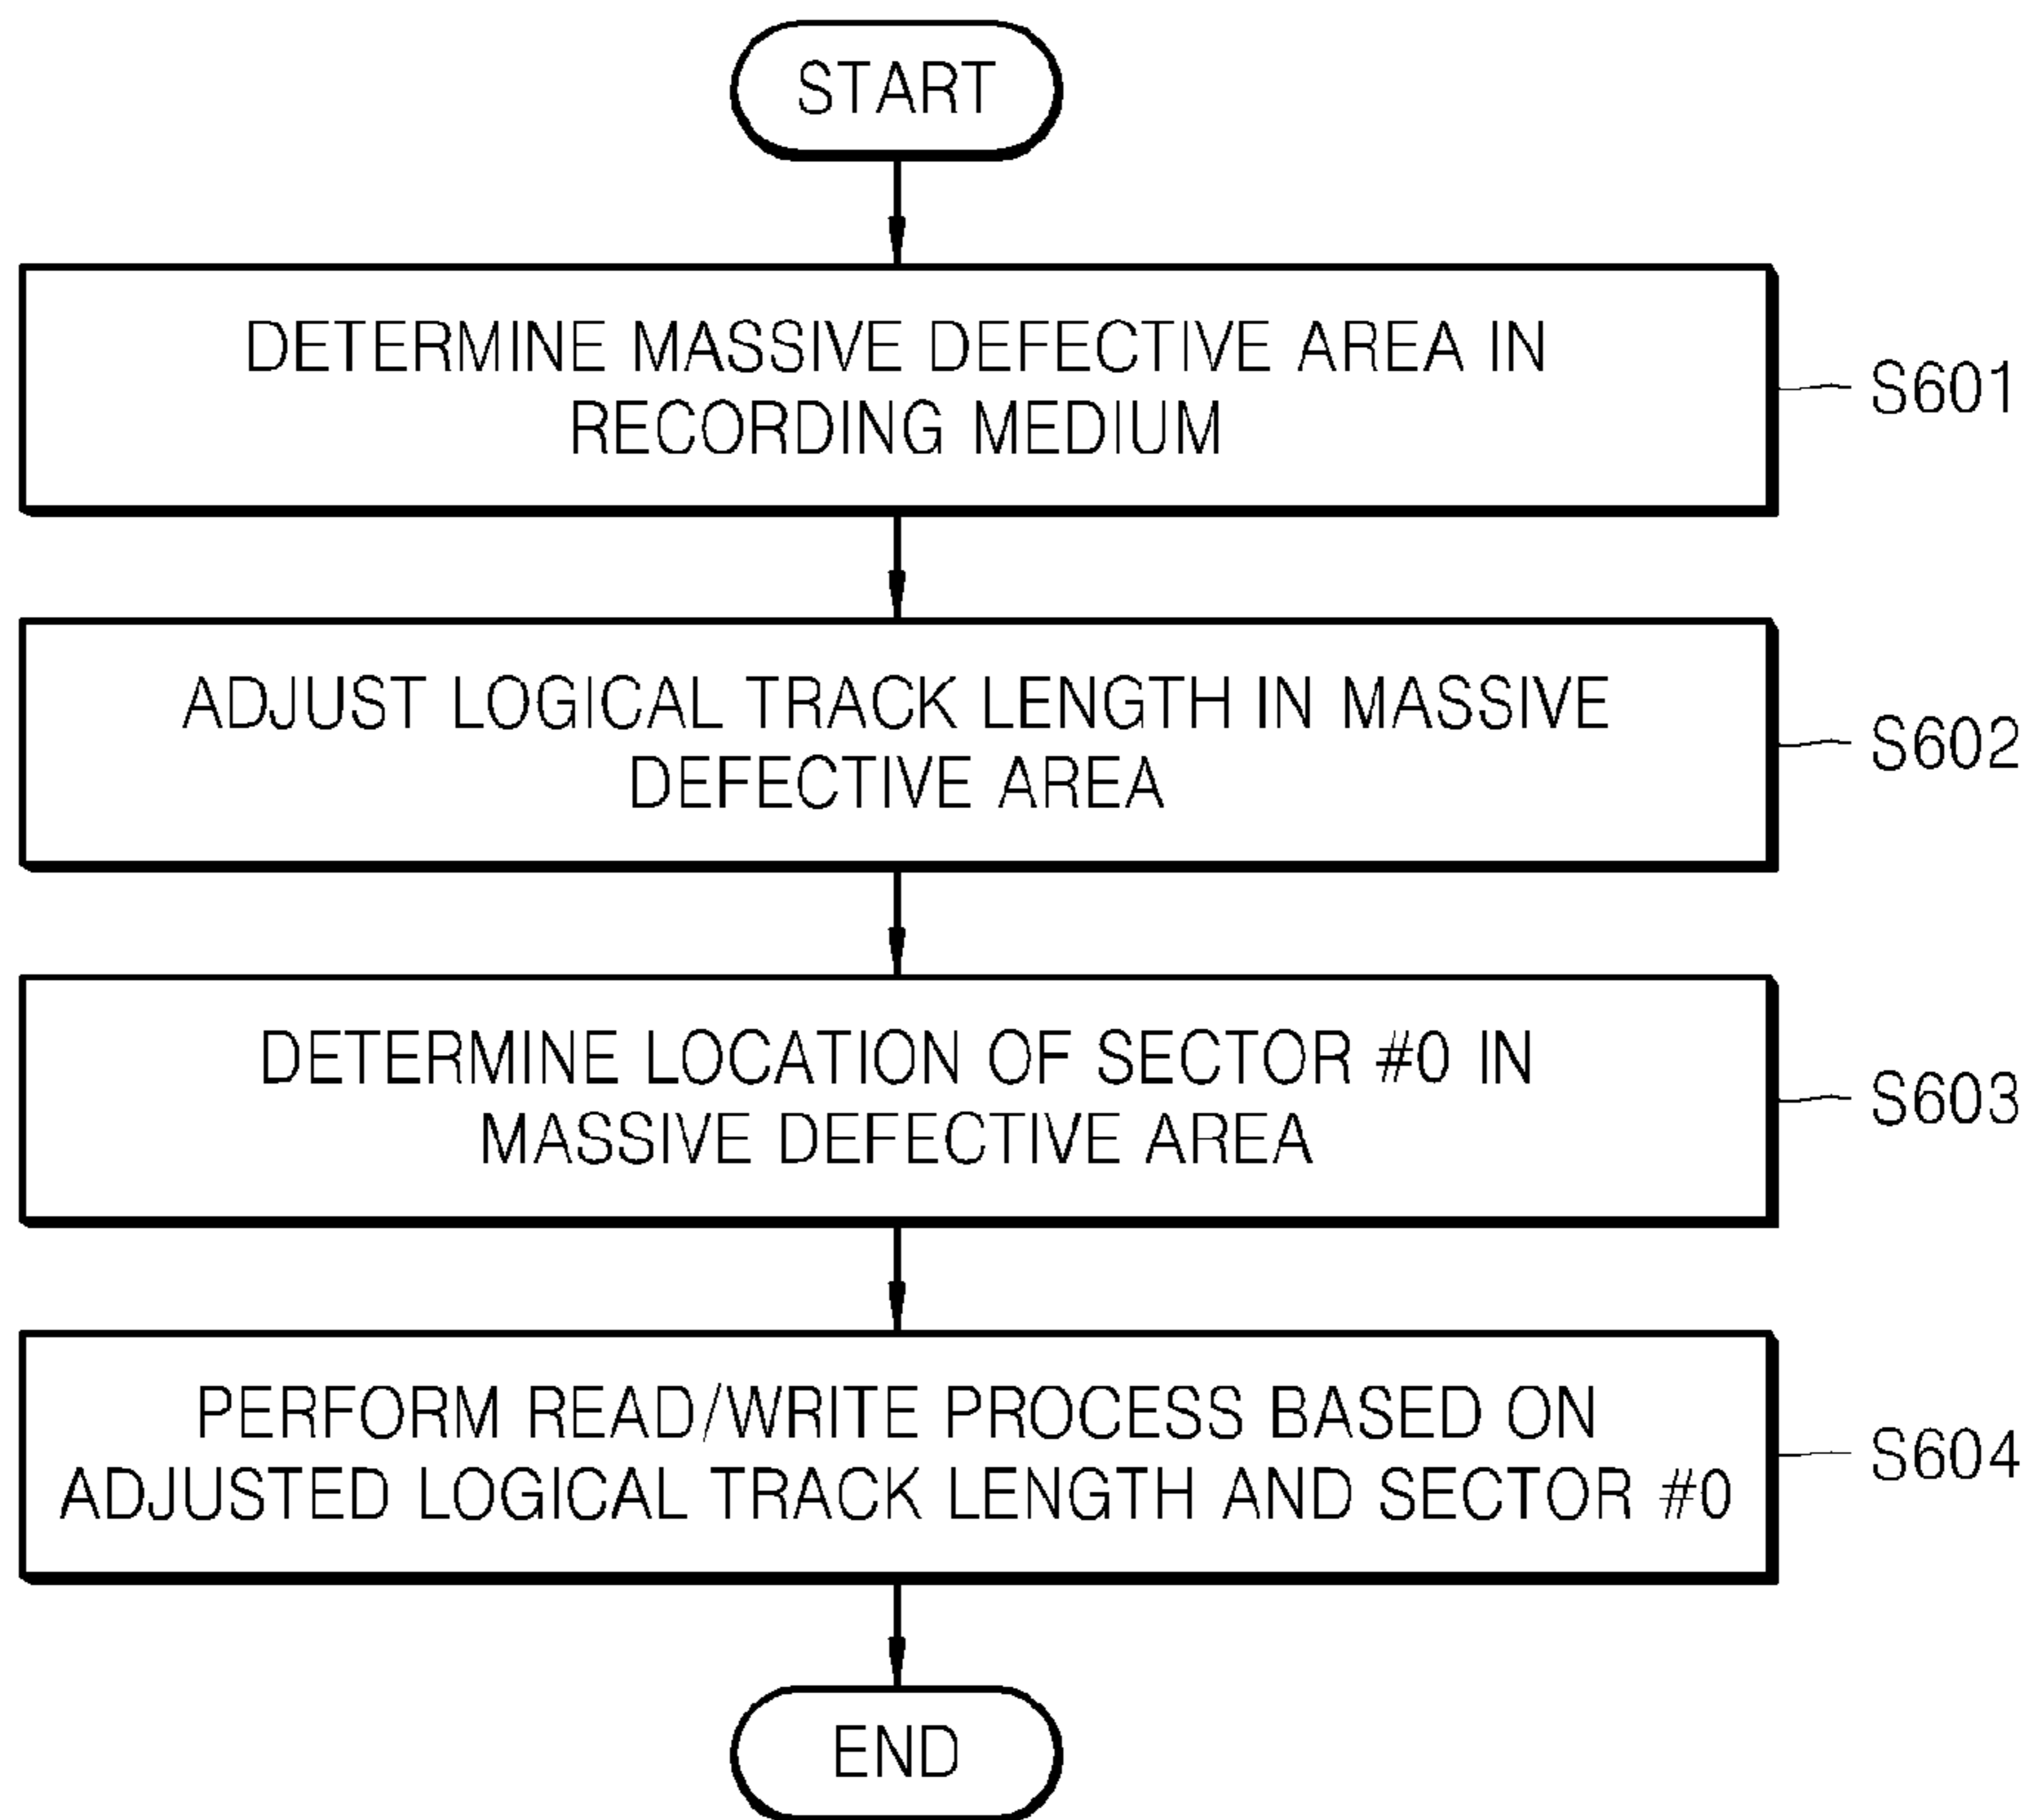 START
DETERMINE MASSIVE DEFECTIVE AREA IN
RECORDING MEDIUM
S601
ADJUST LOGICAL TRACK LENGTH IN MASSIVE
DEFECTIVE AREA
S602
DETERMINE LOCATION OF SECTOR #0 IN
MASSIVE DEFECTIVE AREA
S603
PERFORM READ/WRITE PROCESS BASED ON
ADJUSTED LOGICAL TRACK LENGTH AND SECTOR #0
S604
END